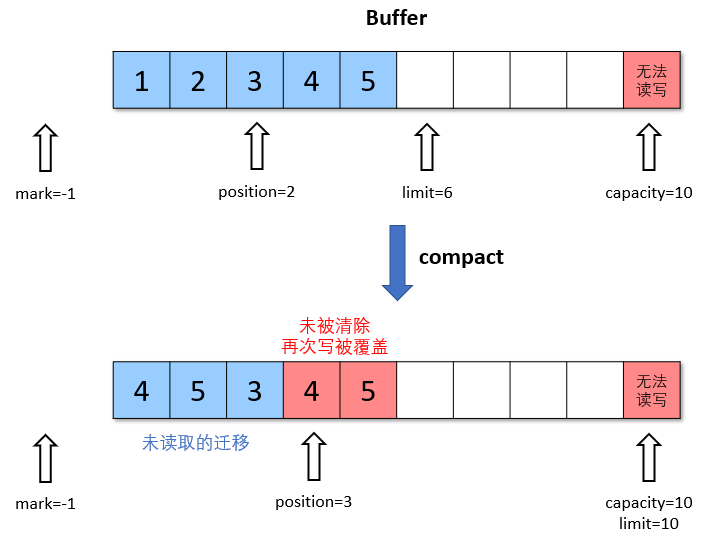 Buffer
1 2 3 4 5 无法
读写
mark=-1 position=2 limit=6 capacity=10
compact
未被清除
再次写被覆盖
4 5 3 4 5 无法
读写
未读取的迁移
mark=-1 position=3 capacity=10
limit=10